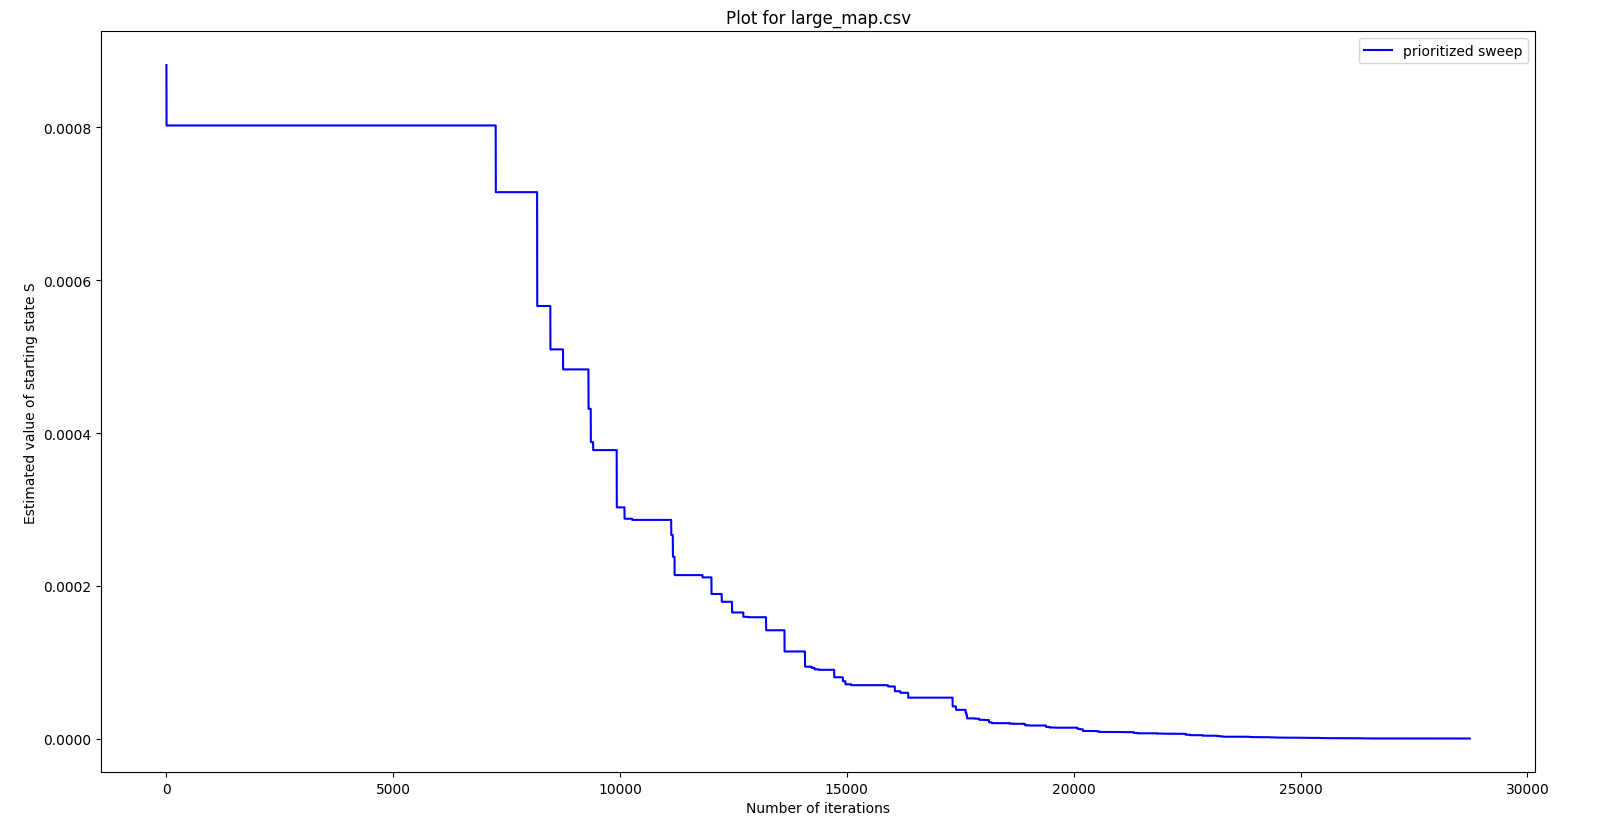 Plot for large_map.csv
prioritized sweep
Estimated value of starting state S
0.0008
0.0006
0.0004
0.0002
0.0000
0 5000 10000 15000 20000 25000 30000
Number of iterations